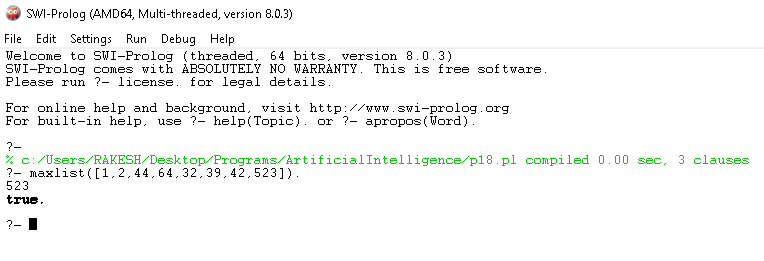 SWI-Prolog (AMD64, Multi-threaded, version 8.0.3)
File Edit Settings Run Debug Help
Welcome to SWI-Prolog (threaded, 64 bits, version 8.0.3)
SWI-Prolog comes with ABSOLUTELY NO WARRANTY. This is free software.
Please run ?- license. for legal details.
For online help and background, visit http://www.swi-prolog.org
For built-in help, use ?- help(Topic). or ?- apropos(Word).
?-
% c:/Users/RAKESH/Desktop/Programs/ArtificialIntelligence/p18.pl compiled 0.00 sec, 3 clauses
?- maxlist([1,2,44,64,32,39,42,523]).
523
true.
?-